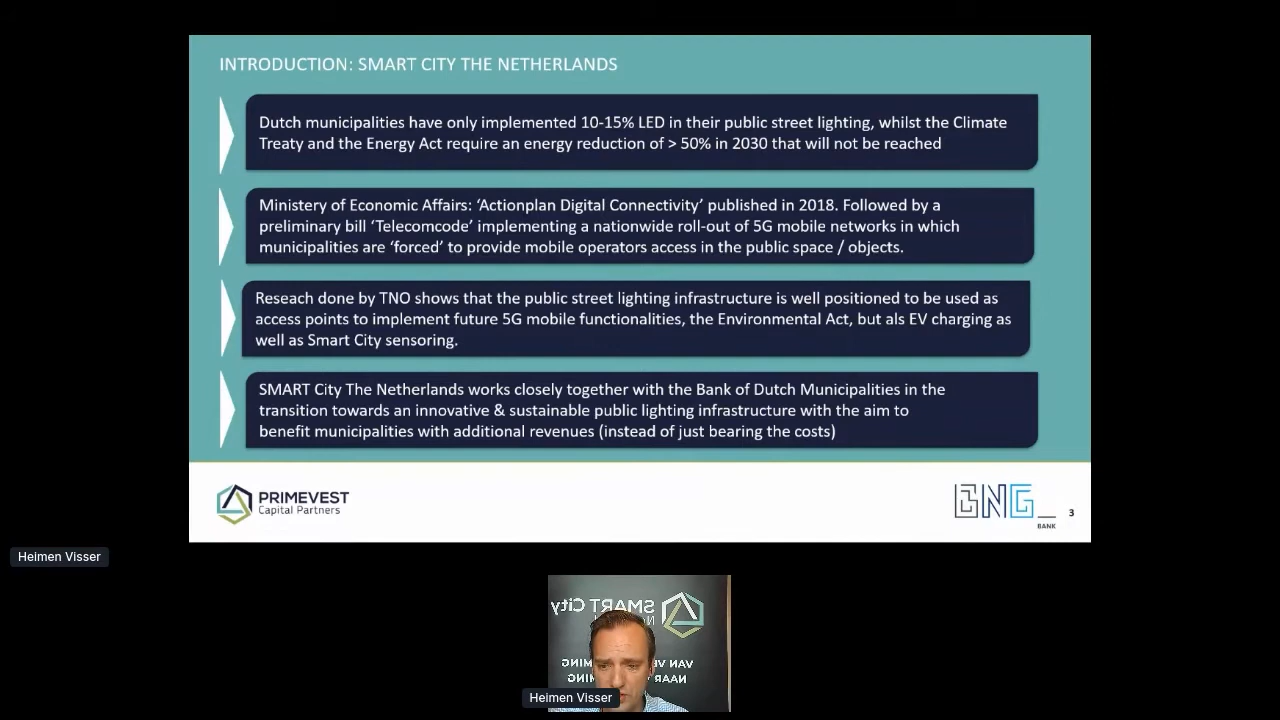 INTRODUCTION: SMART CITY THE NETHERLANDS
Dutch municipalities have only implemented 10-15% LED in their public street lighting, whilst the Climate
Treaty and the Energy Act require an energy reduction of > 50% in 2030 that will not be reached
Ministery of Economic Affairs: ‘Actionplan Digital Connectivity’ published in 2018. Followed by a
preliminary bill ‘Telecomcode’ implementing a nationwide roll-out of 5G mobile networks in which
municipalities are ‘forced’ to provide mobile operators access in the public space / objects.
Reseach done by TNO shows that the public street lighting infrastructure is well positioned to be used as
access points to implement future 5G mobile functionalities, the Environmental Act, but als EV charging as
well as Smart City sensoring.
SMART City The Netherlands works closely together with the Bank of Dutch Municipalities in the
transition towards an innovative & sustainable public lighting infrastructure with the aim to
benefit municipalities with additional revenues (instead of just bearing the costs)
PRIMEVEST
Capital Partners
BNG
BANK
3
Heimen Visser
SMART City
VAN
NAAR
Heimen Visser